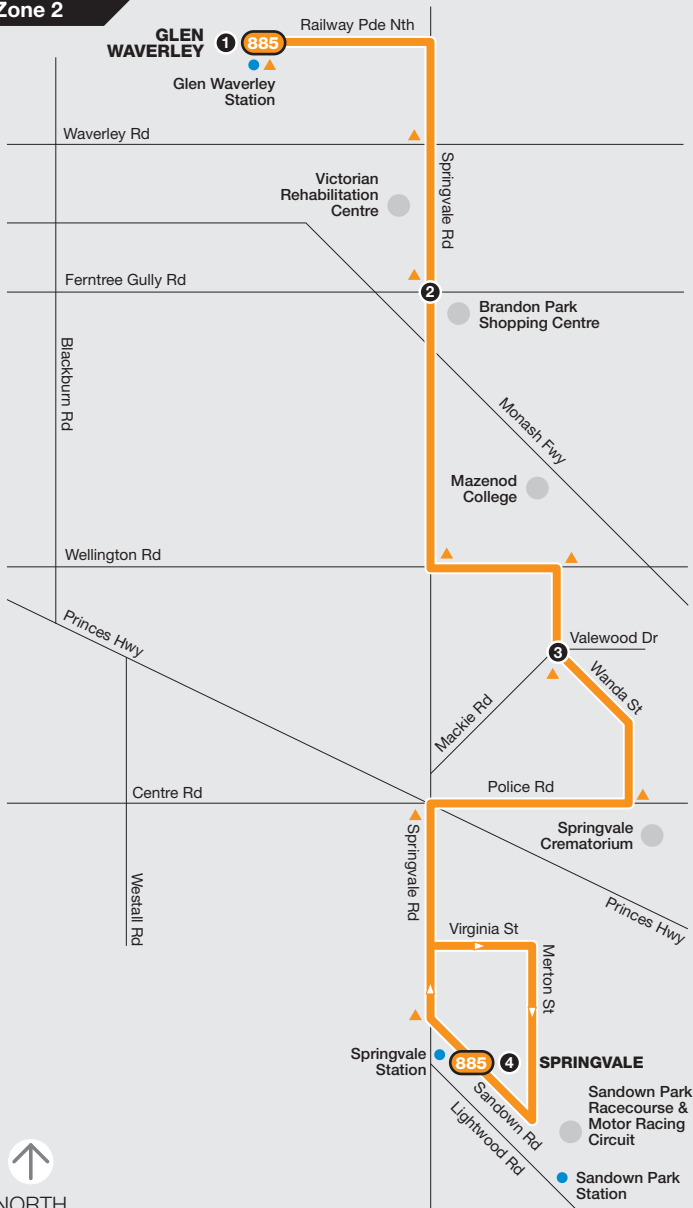 Zone 2
Railway Pde Nth
GLEN
WAVERLEY
1
885
Glen Waverley
Station
Waverley Rd
Springvale Rd
Victorian
Rehabilitation
Centre
Ferntree Gully Rd
2
Brandon Park
Shopping Centre
Blackburn Rd
Monash Fwy
Mazenod
College
Wellington Rd
Princes Hwy
Valewood Dr
3
Wanda St
Mackie Rd
Centre Rd
Police Rd
Springvale Rd
Springvale
Crematorium
Westall Rd
Princes Hwy
Virginia St
Merton St
Springvale
Station
885
4
SPRINGVALE
Sandown Rd
Lightwood Rd
Sandown Park
Racecourse &
Motor Racing
Circuit
Sandown Park
Station
NORTH